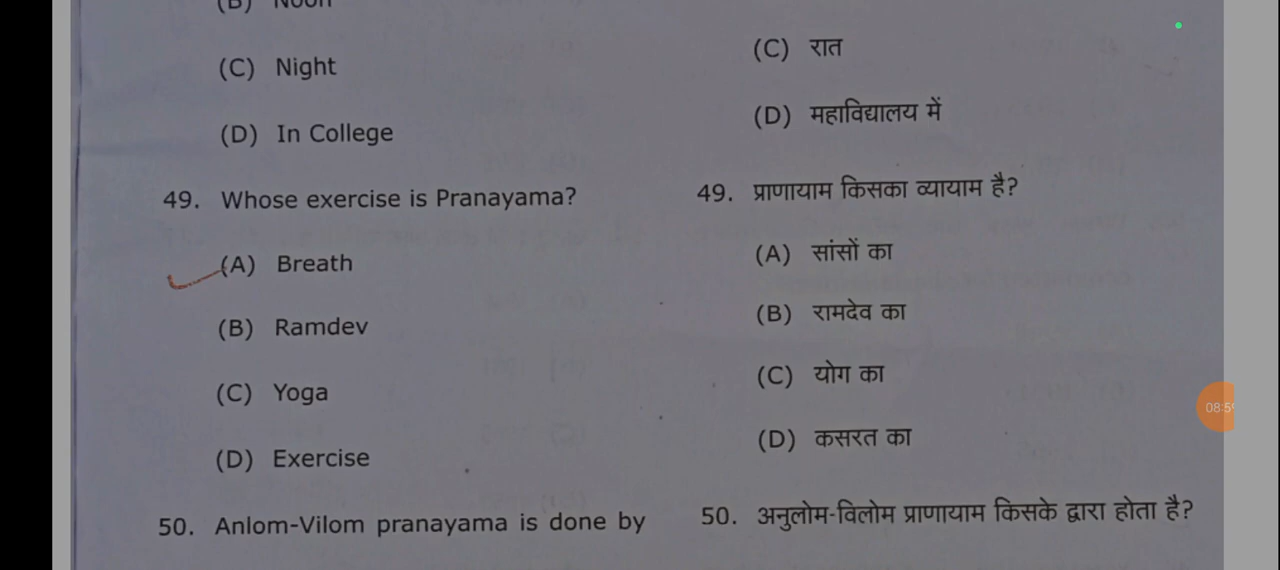 (B) Noon
(C) Night
(D) In College
49. Whose exercise is Pranayama?
(A) Breath
(B) Ramdev
(C) Yoga
(D) Exercise
50. Anlom-Vilom pranayama is done by
(C) रात
(D) महाविद्यालय में
49. प्राणायाम किसका व्यायाम है?
(A) सांसों का
(B) रामदेव का
(C) योग का
(D) कसरत का
50. अनुलोम-विलोम प्राणायाम किसके द्वारा होता है?